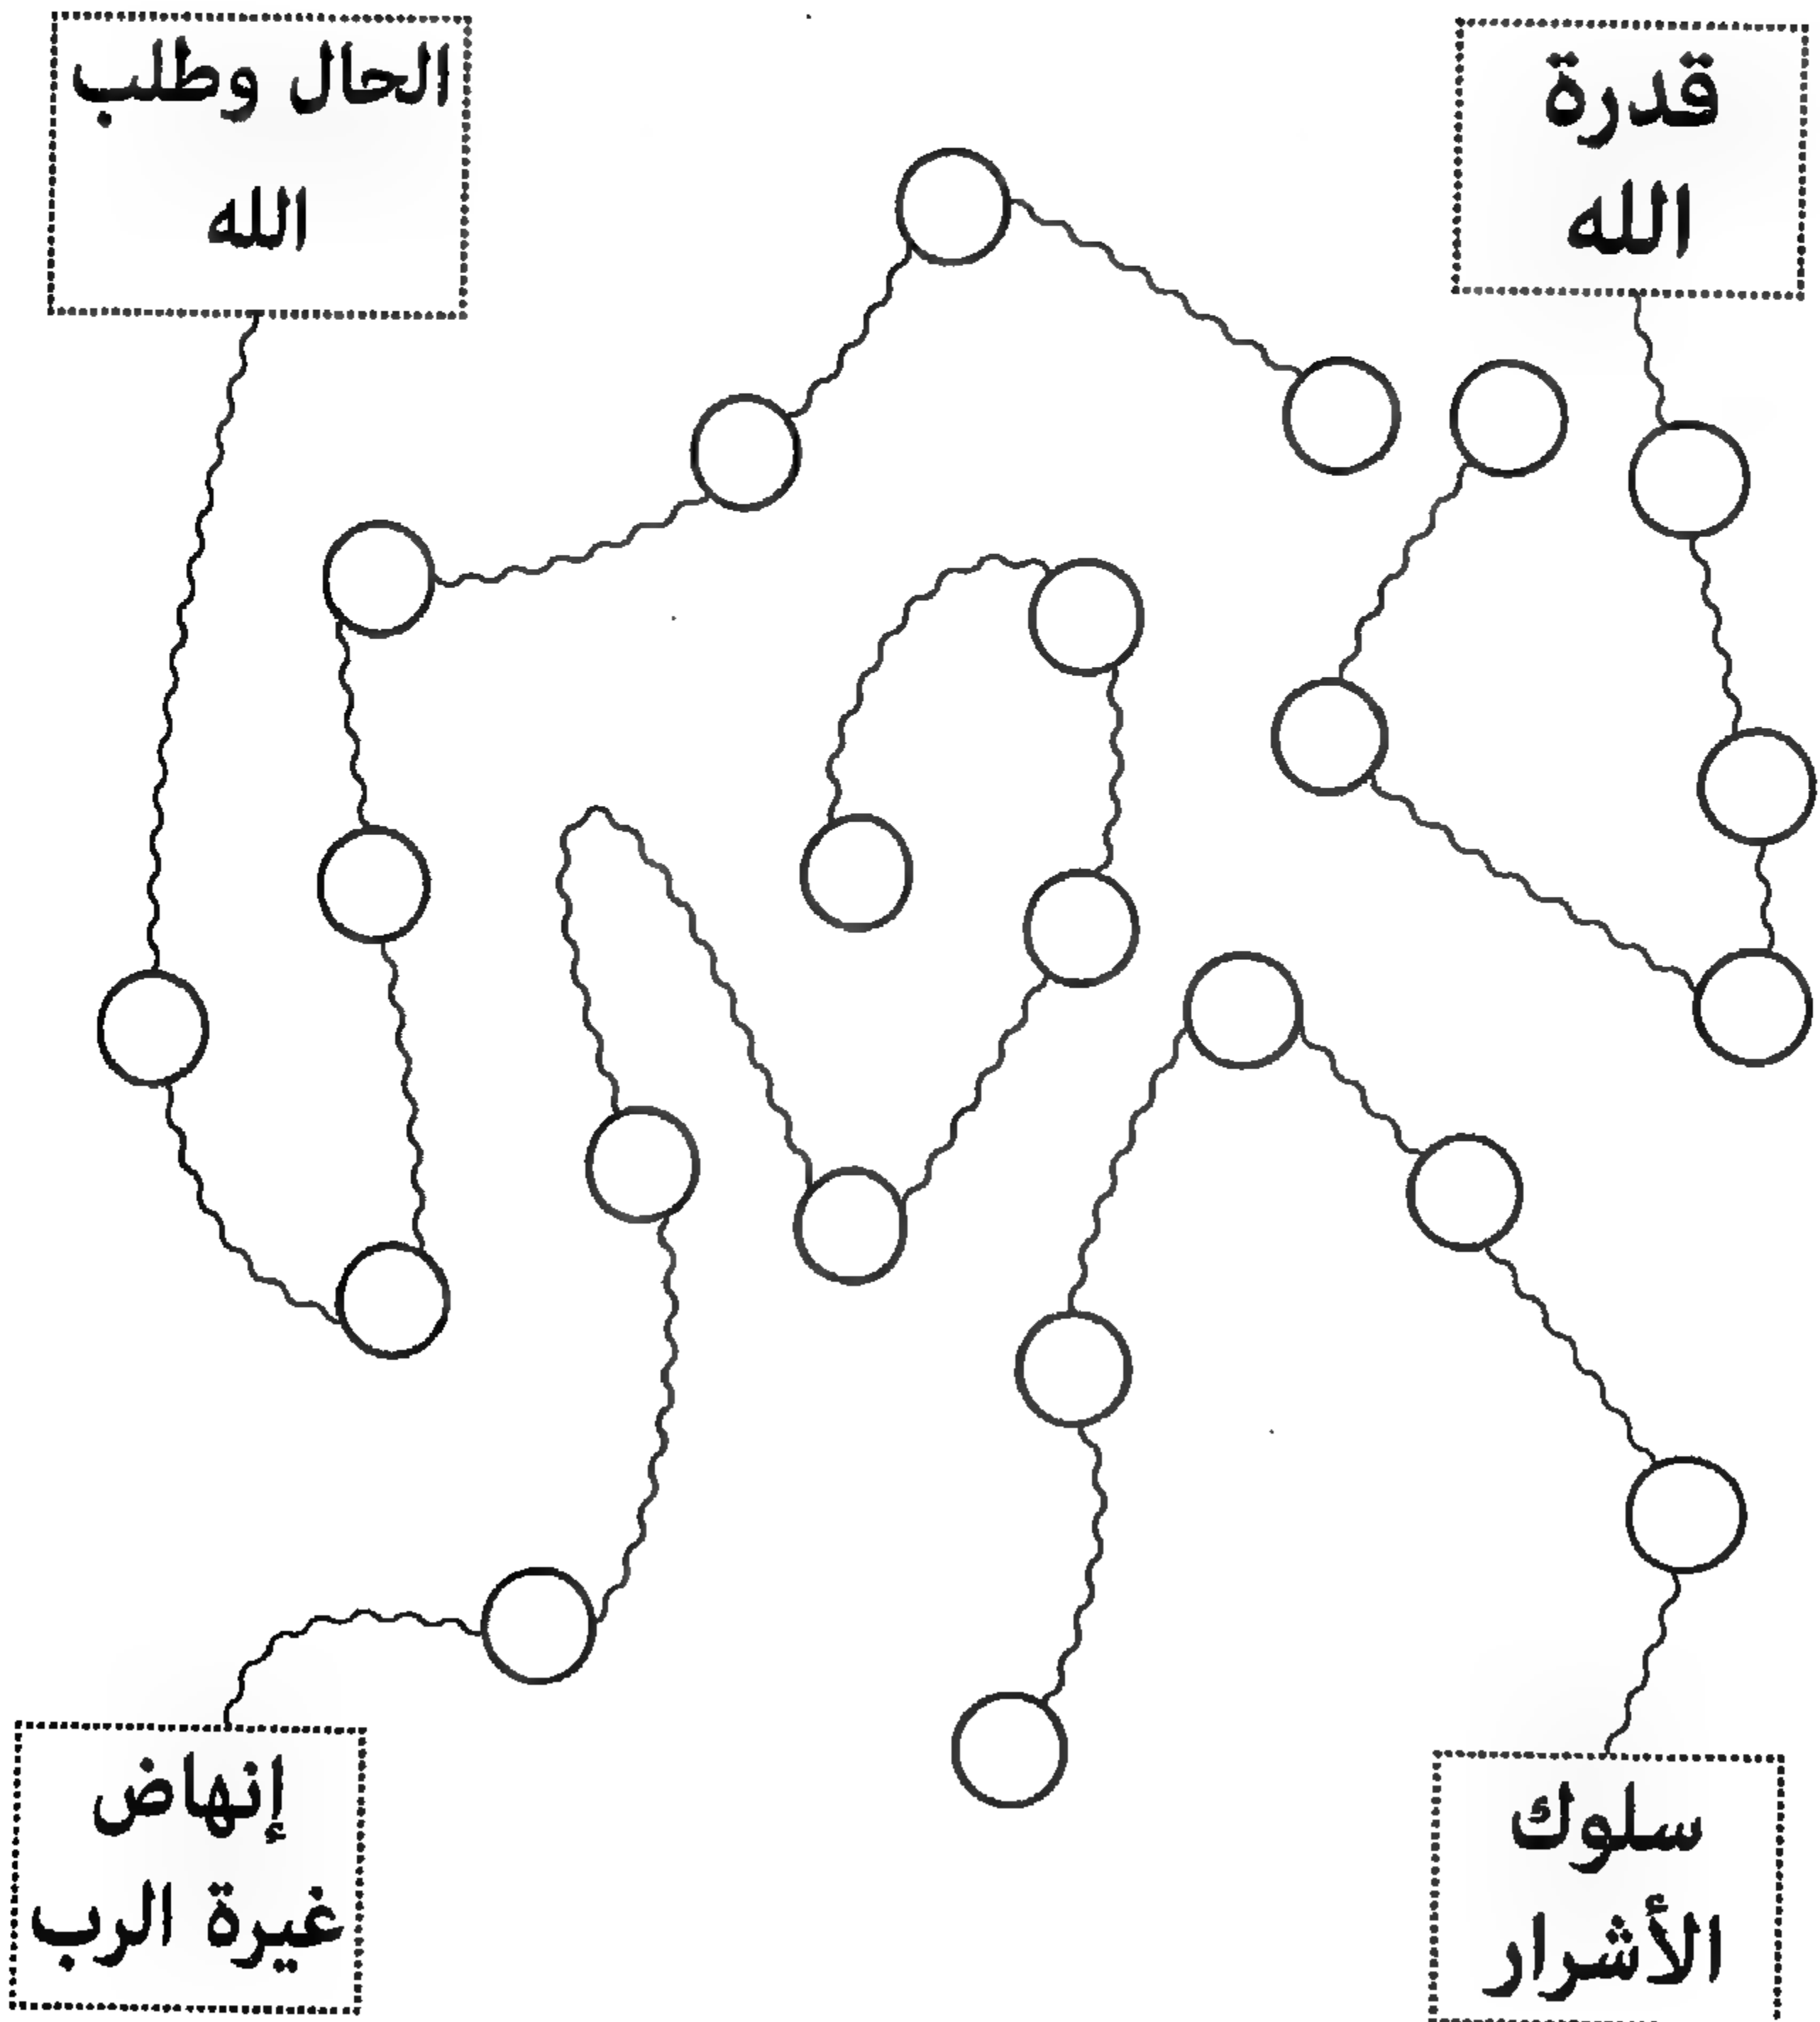 قدرة
الله
الحال وطلب
الله
سلوك
الأشرار
إنهاض
غيرة الرب